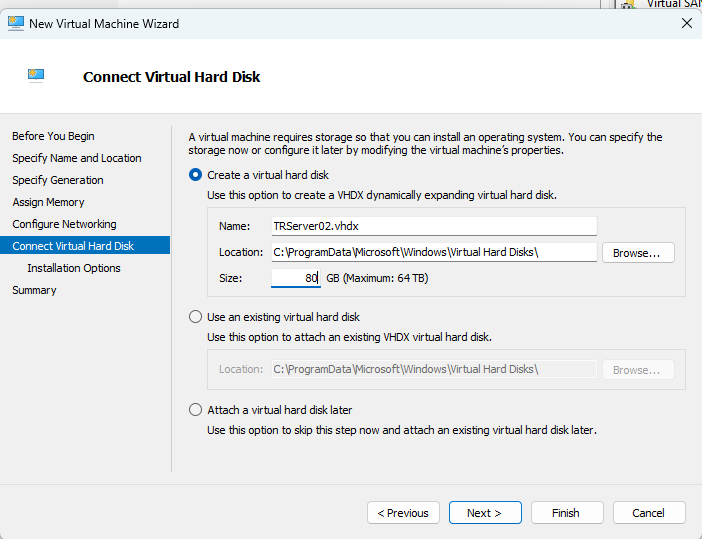 Virtual SAN
New Virtual Machine Wizard
Connect Virtual Hard Disk
Before You Begin
Specify Name and Location
Specify Generation
Assign Memory
Configure Networking
Connect Virtual Hard Disk
Installation Options
Summary
A virtual machine requires storage so that you can install an operating system. You can specify the
storage now or configure it later by modifying the virtual machine's properties.
Create a virtual hard disk
Use this option to create a VHDX dynamically expanding virtual hard disk.
Name: TRServer02.vhdx
Location: C:\ProgramData\Microsoft\Windows\Virtual Hard Disks\ Browse...
Size: 80 GB (Maximum: 64 TB)
Use an existing virtual hard disk
Use this option to attach an existing VHDX virtual hard disk.
Location: C:\ProgramData\Microsoft\Windows\Virtual Hard Disks\ Browse...
Attach a virtual hard disk later
Use this option to skip this step now and attach an existing virtual hard disk later.
< Previous Next > Finish Cancel